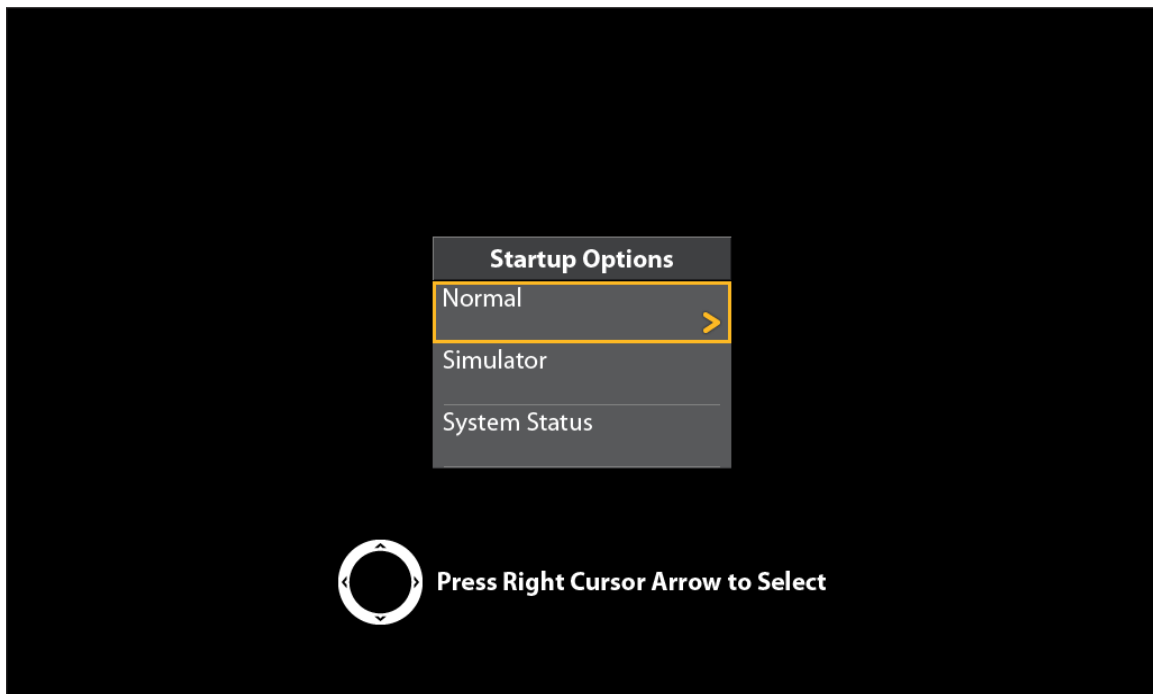 Startup Options
Normal
Simulator
System Status
Press Right Cursor Arrow to Select